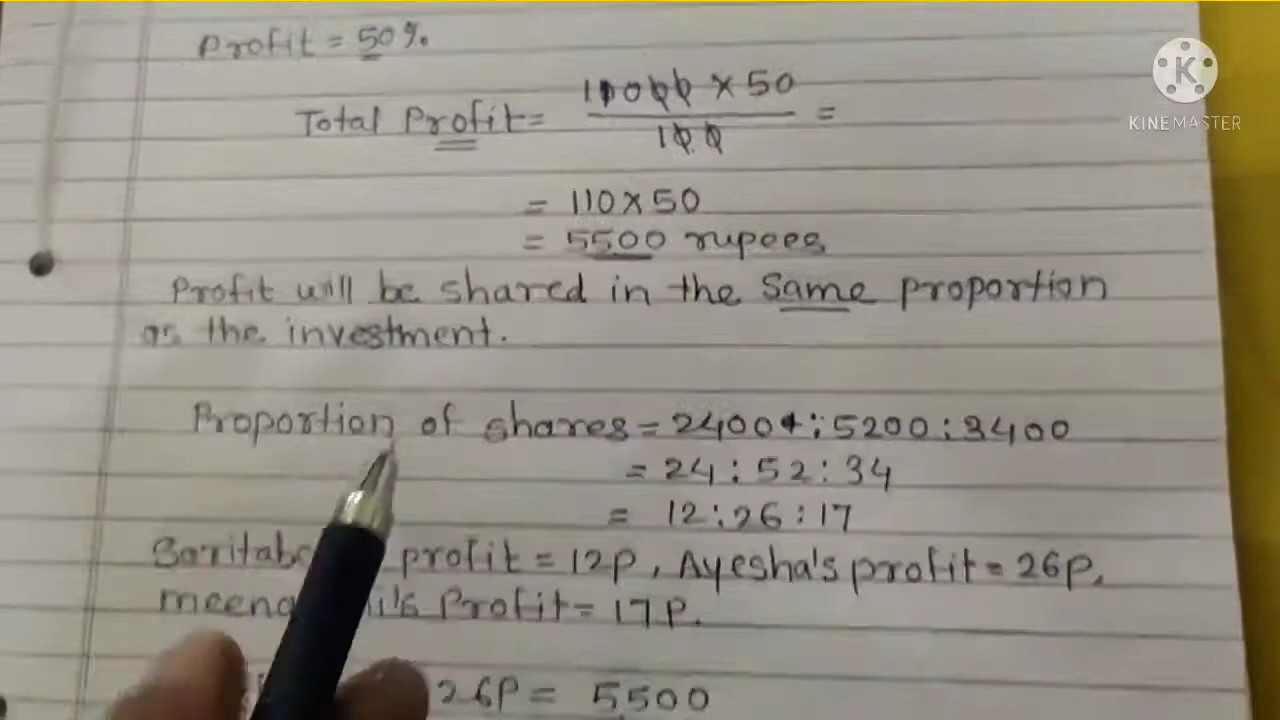 Profit = 50%
Total Profit = 11000 × 50 / 100 =
= 110 × 50
= 5500 rupees
Profit will be shared in the same proportion
as the investment.
Proportion of shares = 2400 : 5200 : 3400
= 24 : 52 : 34
= 12 : 26 : 17
profit = 12P, Ayesha's profit = 26P,
Profit = 17P.
26P = 5500
K
KINEMASTER